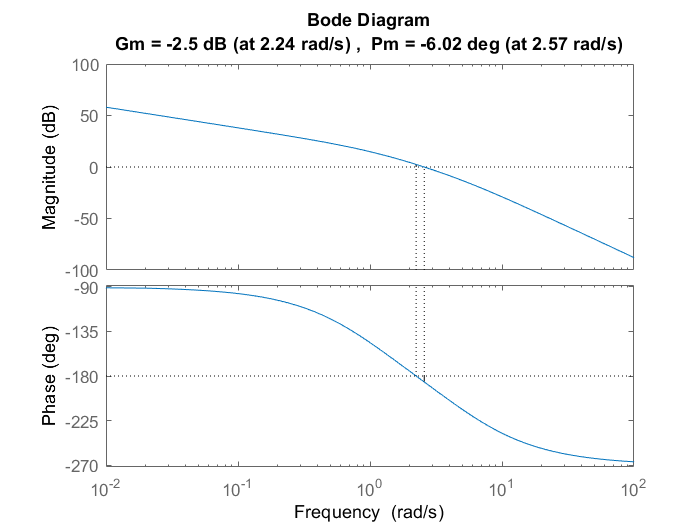 Bode Diagram
Gm = -2.5 dB (at 2.24 rad/s) ,  Pm = -6.02 deg (at 2.57 rad/s)
100
50
0
-50
-100
Magnitude (dB)
-90
-135
-180
-225
-270
Phase (deg)
10^-2 10^-1 10^0 10^1 10^2
Frequency  (rad/s)